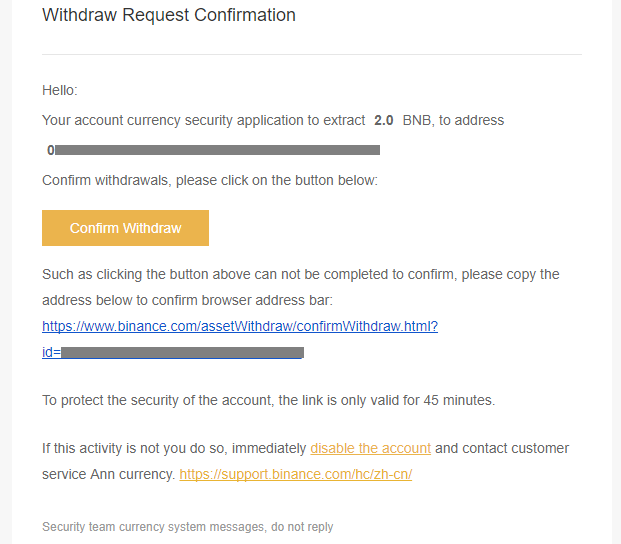 Withdraw Request Confirmation
Hello:
Your account currency security application to extract 2.0 BNB, to address
0
Confirm withdrawals, please click on the button below:
Confirm Withdraw
Such as clicking the button above can not be completed to confirm, please copy the
address below to confirm browser address bar:
https://www.binance.com/assetWithdraw/confirmWithdraw.html?
id=
To protect the security of the account, the link is only valid for 45 minutes.
If this activity is not you do so, immediately disable the account and contact customer
service Ann currency. https://support.binance.com/hc/zh-cn/
Security team currency system messages, do not reply